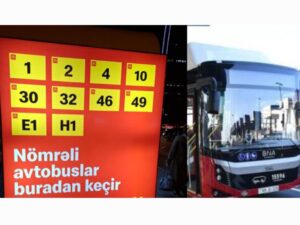 1 2 4 10
30 32 46 49
E1 H1
Nömrəli
avtobuslar
buradan keçir
BNA